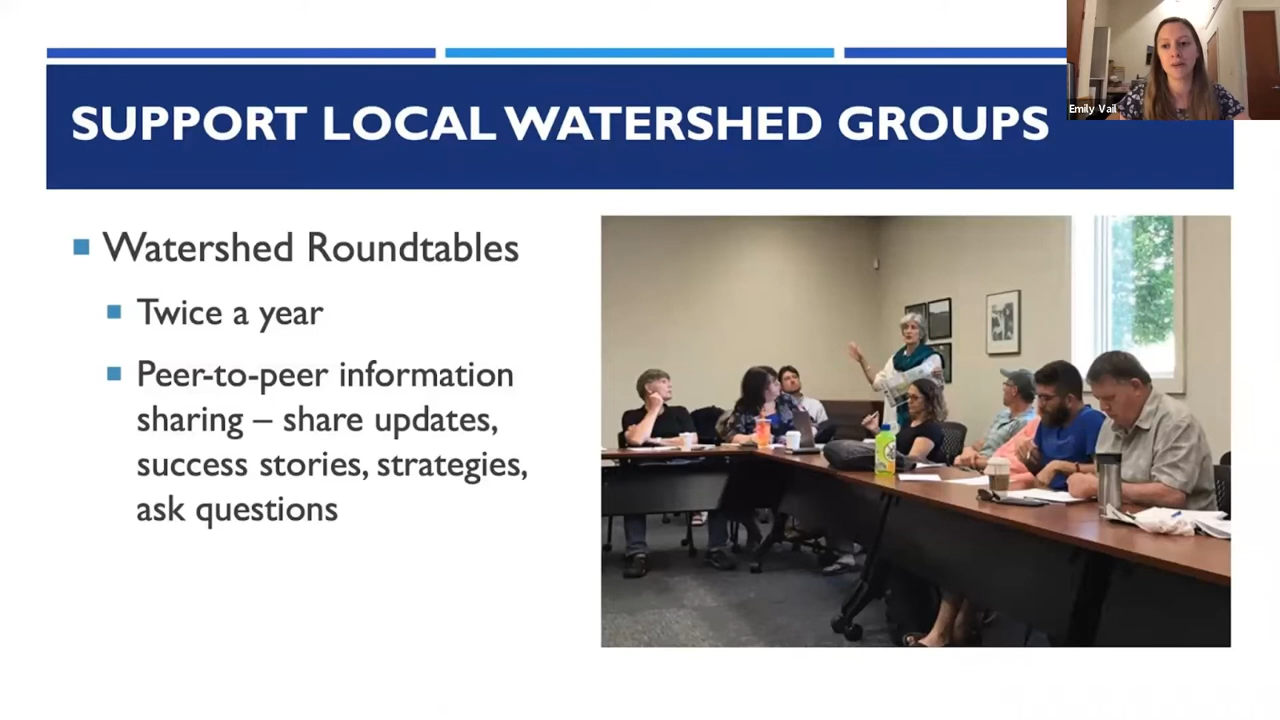 SUPPORT LOCAL WATERSHED GROUPS
Emily Vail
Watershed Roundtables
Twice a year
Peer-to-peer information
sharing – share updates,
success stories, strategies,
ask questions